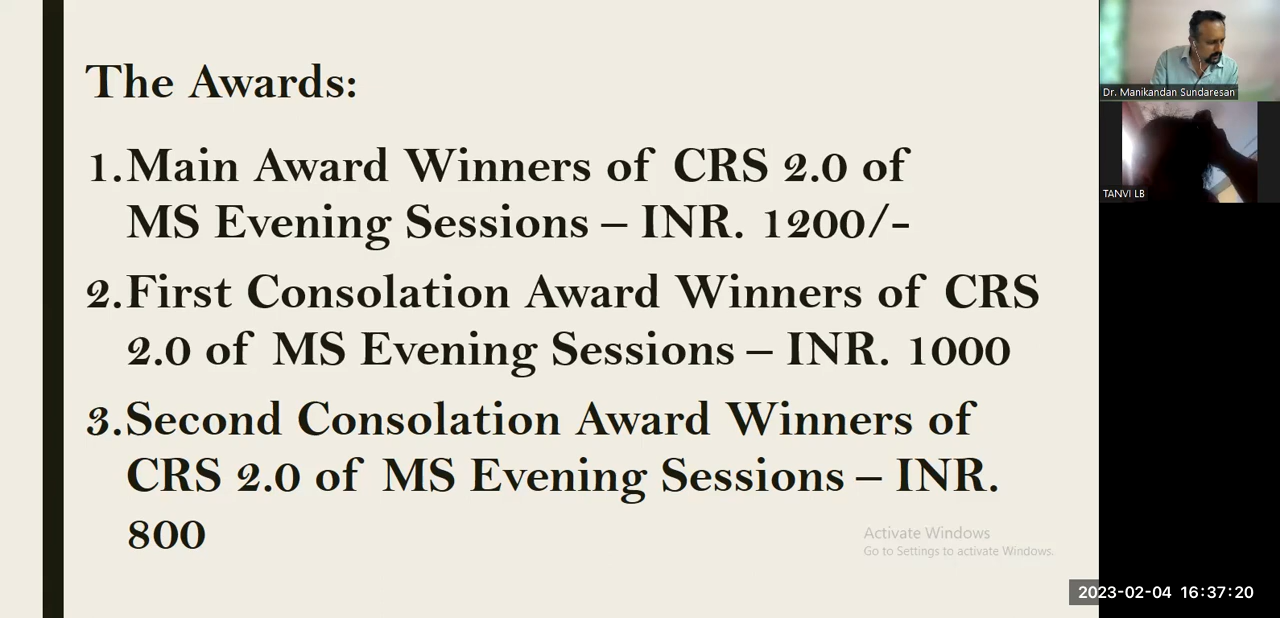 The Awards:
1.Main Award Winners of CRS 2.0 of
MS Evening Sessions – INR. 1200/-
2.First Consolation Award Winners of CRS
2.0 of MS Evening Sessions – INR. 1000
3.Second Consolation Award Winners of
CRS 2.0 of MS Evening Sessions – INR.
800
Activate Windows
Go to Settings to activate Windows.
Dr. Manikandan Sundaresan
TANVI LB
2023-02-04 16:37:20